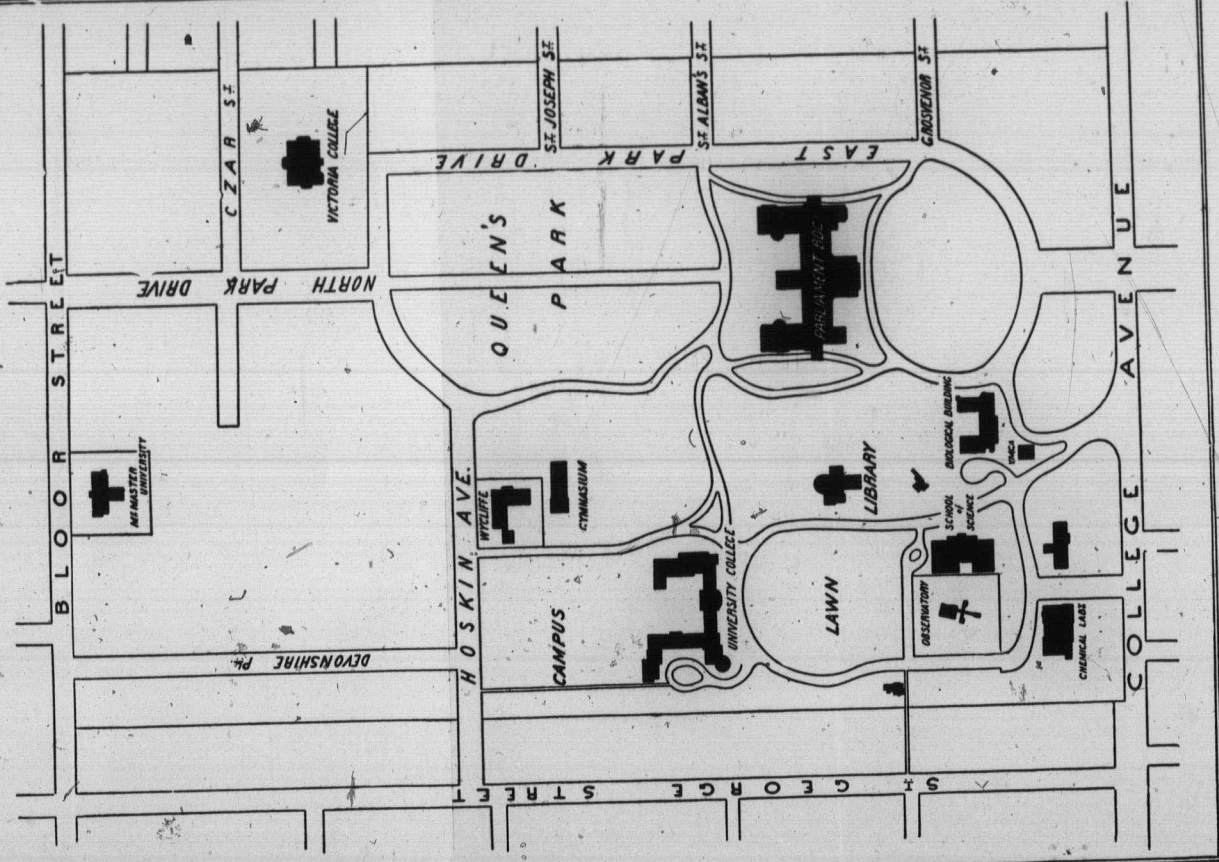 BLOOR STREET
CZAR ST.
VICTORIA COLLEGE
ST. JOSEPH ST.
ST. ALBAN'S ST.
GROSVENOR ST.
EAST PARK DRIVE
NORTH PARK DRIVE
QUEEN'S
PARK
PARLIAMENT BDG
COLLEGE AVENUE
McMASTER
UNIVERSITY
HOSKIN AVE.
WYCLIFFE
GYMNASIUM
LIBRARY
BIOLOGICAL BUILDING
YMCA
SCHOOL
of
SCIENCE
UNIVERSITY COLLEGE
CAMPUS
LAWN
OBSERVATORY
CHEMICAL LABS
DEVONSHIRE PL.
ST. GEORGE STREET